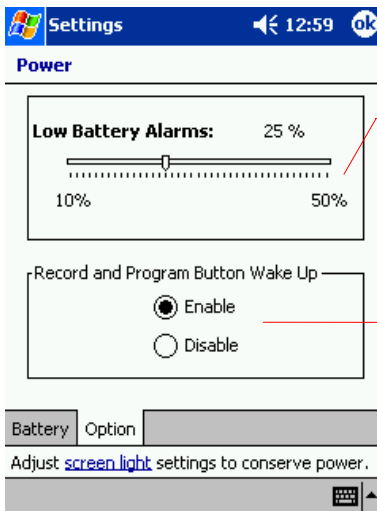 Settings 12:59 ok
Power
Low Battery Alarms: 25 %
10% 50%
Record and Program Button Wake Up
Enable
Disable
Battery Option
Adjust screen light settings to conserve power.